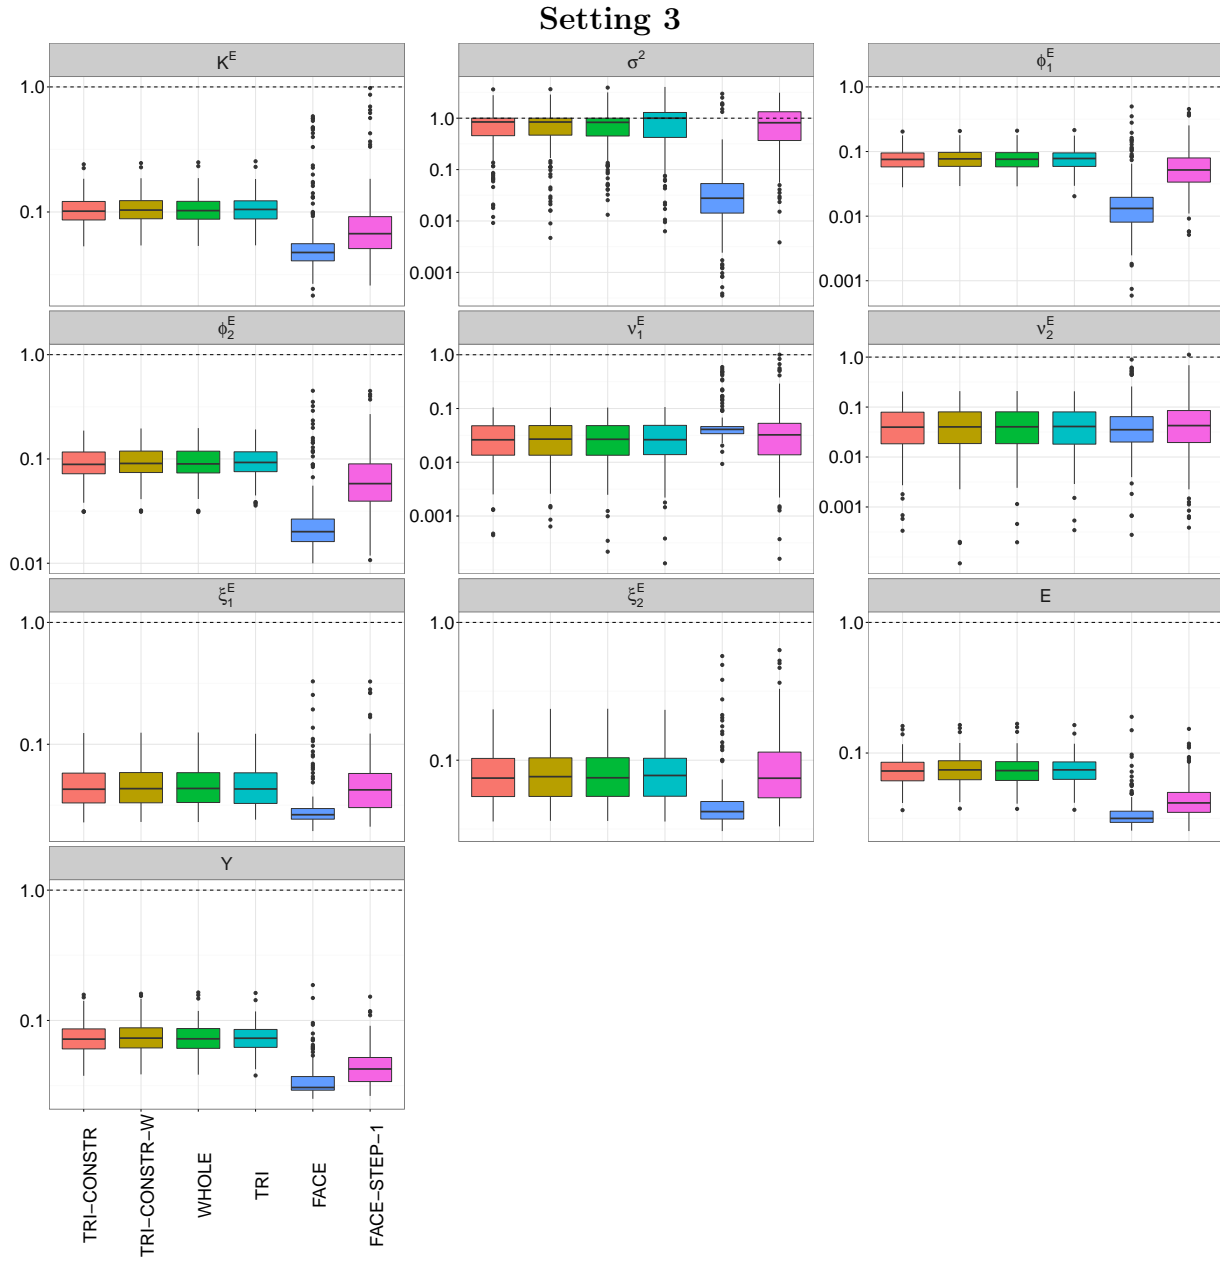 Setting 3
K^E
σ^2
ϕ_1^E
1.0
0.1
1.0
0.1
0.01
0.001
1.0
0.1
0.01
0.001
ϕ_2^E
ν_1^E
ν_2^E
1.0
0.1
0.01
1.0
0.1
0.01
0.001
1.0
0.1
0.01
0.001
ξ_1^E
ξ_2^E
E
1.0
0.1
1.0
0.1
1.0
0.1
Y
1.0
0.1
TRI−CONSTR
TRI−CONSTR−W
WHOLE
TRI
FACE
FACE−STEP−1